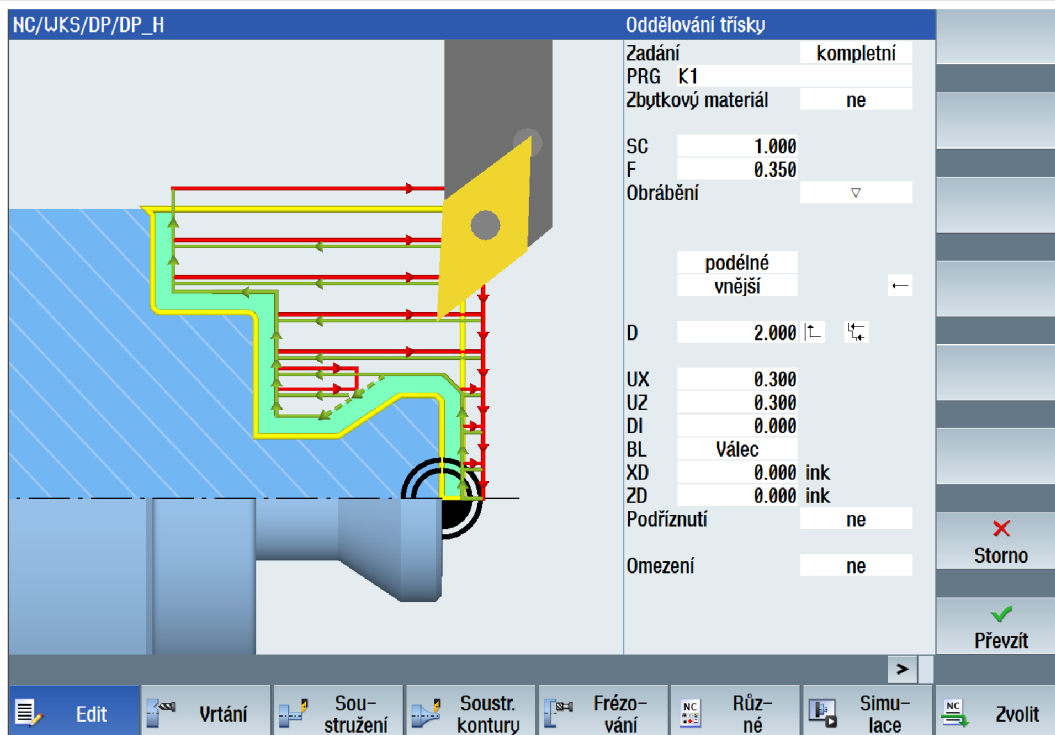 NC/WKS/DP/DP_H
Oddělování třísky
Zadání kompletní
PRG K1
Zbytkový materiál ne
SC 1.000
F 0.350
Obrábění ▽
podélné
vnější ←
D 2.000
UX 0.300
UZ 0.300
DI 0.000
BL Válec
XD 0.000 ink
ZD 0.000 ink
Podříznutí ne
Omezení ne
Storno
Převzít
>
Edit
Vrtání
Sou-
stružení
Soustr.
kontury
Frézo-
vání
NC
Růz-
né
Simu-
lace
NC
Zvolit